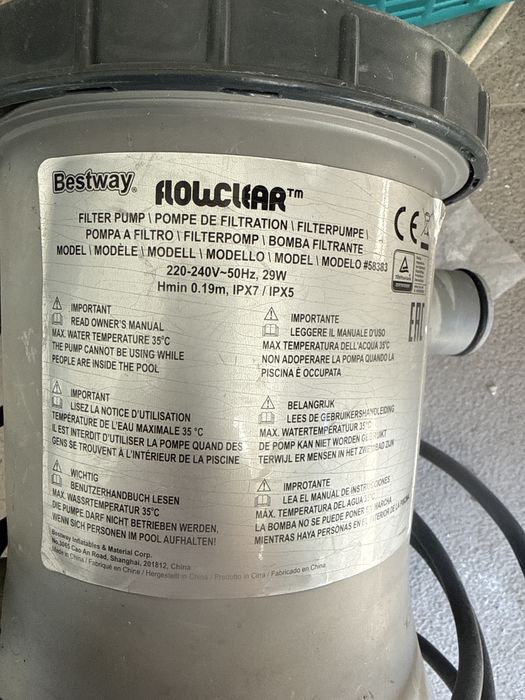 Bestway®
FLOWCLEAR™
FILTER PUMP \ POMPE DE FILTRATION \ FILTERPUMPE \
POMPA A FILTRO \ FILTERPOMP \ BOMBA FILTRANTE
MODEL \ MODÈLE \ MODELL \ MODELLO \ MODEL \ MODELO #58383
220-240V~50Hz, 29W
Hmin 0.19m, IPX7 / IPX5
CE
EAC
IMPORTANT
READ OWNER'S MANUAL
MAX. WATER TEMPERATURE 35°C
THE PUMP CANNOT BE USING WHILE
PEOPLE ARE INSIDE THE POOL
IMPORTANT
LISEZ LA NOTICE D'UTILISATION
TEMPÉRATURE DE L'EAU MAXIMALE 35 °C
IL EST INTERDIT D'UTILISER LA POMPE QUAND DES
GENS SE TROUVENT À L'INTÉRIEUR DE LA PISCINE
WICHTIG
BENUTZERHANDBUCH LESEN
MAX. WASSRTEMPERATUR 35°C
DIE PUMPE DARF NICHT BETRIEBEN WERDEN,
WENN SICH PERSONEN IM POOL AUFHALTEN!
IMPORTANTE
LEGGERE IL MANUALE D'USO
MAX TEMPERATURA DELL'ACQUA 35°C
NON ADOPERARE LA POMPA QUANDO LA
PISCINA È OCCUPATA
BELANGRIJK
LEES DE GEBRUIKERSHANDLEIDING
MAX. WATERTEMPERATUUR 35°C
DE POMP KAN NIET WORDEN GEBRUIKT
TERWIJL ER MENSEN IN HET ZWEMBAD ZIJN
IMPROTANTE
LEA EL MANUAL DE INSTRUCCIONES
MAX. TEMPERATURA DEL AGUA 35°C
LA BOMBA NO SE PUEDE PONER EN MARCHA
MIENTRAS HAYA PERSONAS EN EL INTERIOR DE LA PISCINA
Bestway Inflatables & Material Corp.
No.3065 Cao An Road, Shanghai, 201812, China
Made in China / Fabriqué en Chine / Hergestellt in China / Prodotto in Cina / Fabricado en China